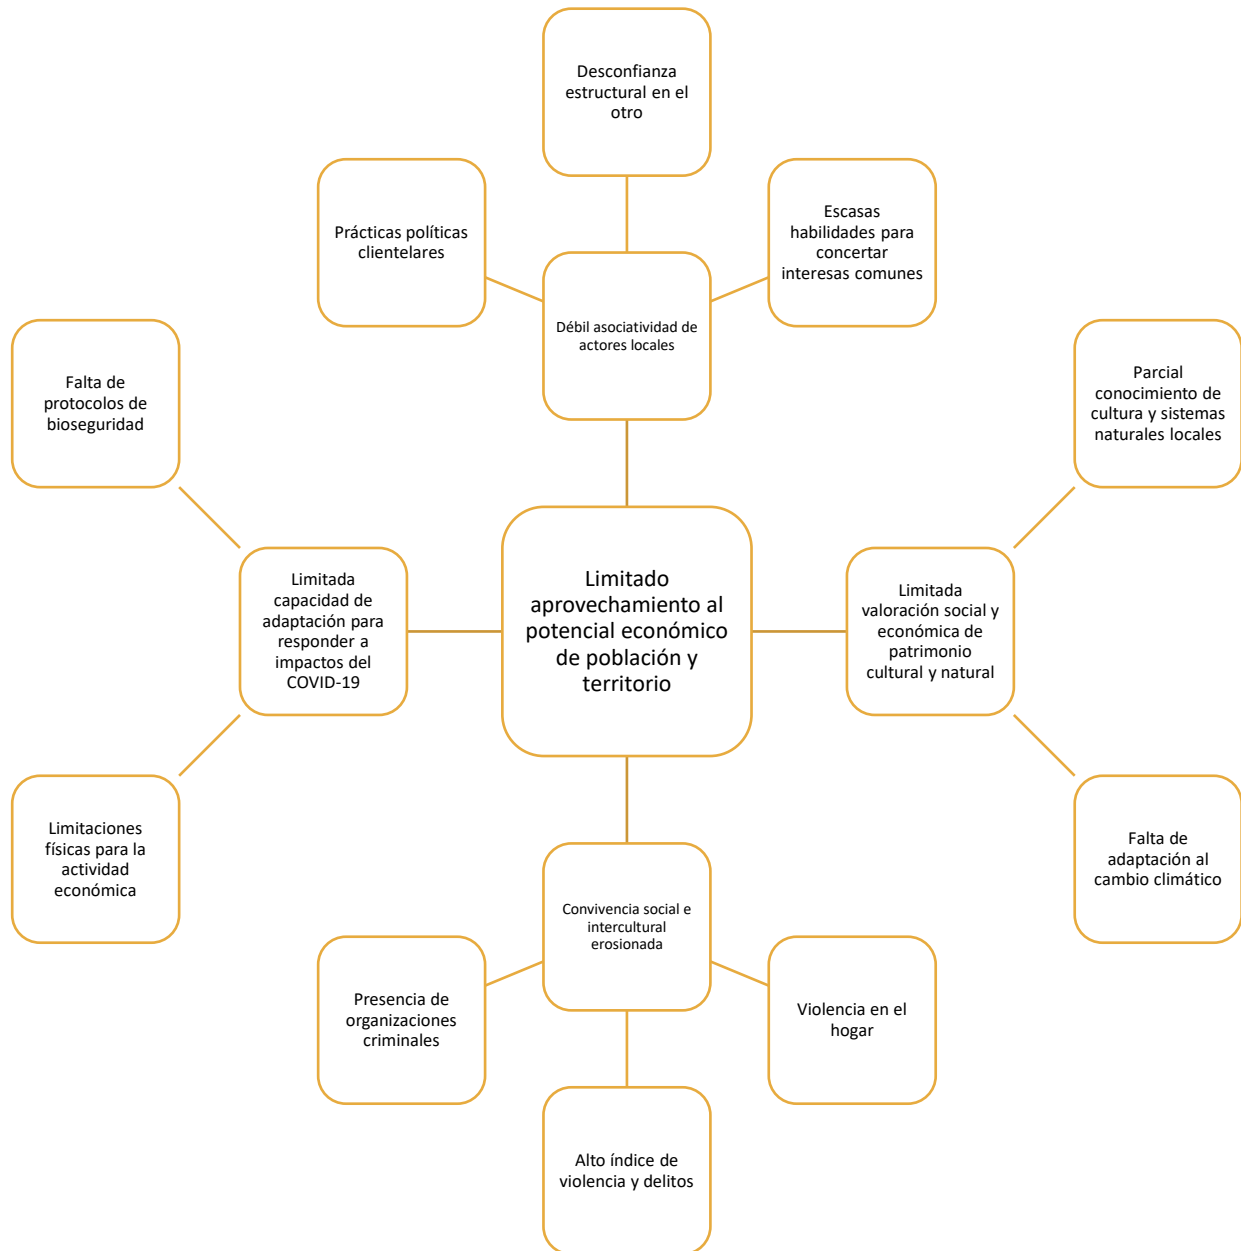 Desconfianza
estructural en el
otro
Prácticas políticas
clientelares
Escasas
habilidades para
concertar
interesas comunes
Débil asociatividad de
actores locales
Falta de
protocolos de
bioseguridad
Parcial
conocimiento de
cultura y sistemas
naturales locales
Limitada
capacidad de
adaptación para
responder a
impactos del
COVID-19
Limitado
aprovechamiento al
potencial económico
de población y
territorio
Limitada
valoración social y
económica de
patrimonio
cultural y natural
Limitaciones
físicas para la
actividad
económica
Falta de
adaptación al
cambio climático
Convivencia social e
intercultural
erosionada
Presencia de
organizaciones
criminales
Violencia en el
hogar
Alto índice de
violencia y delitos